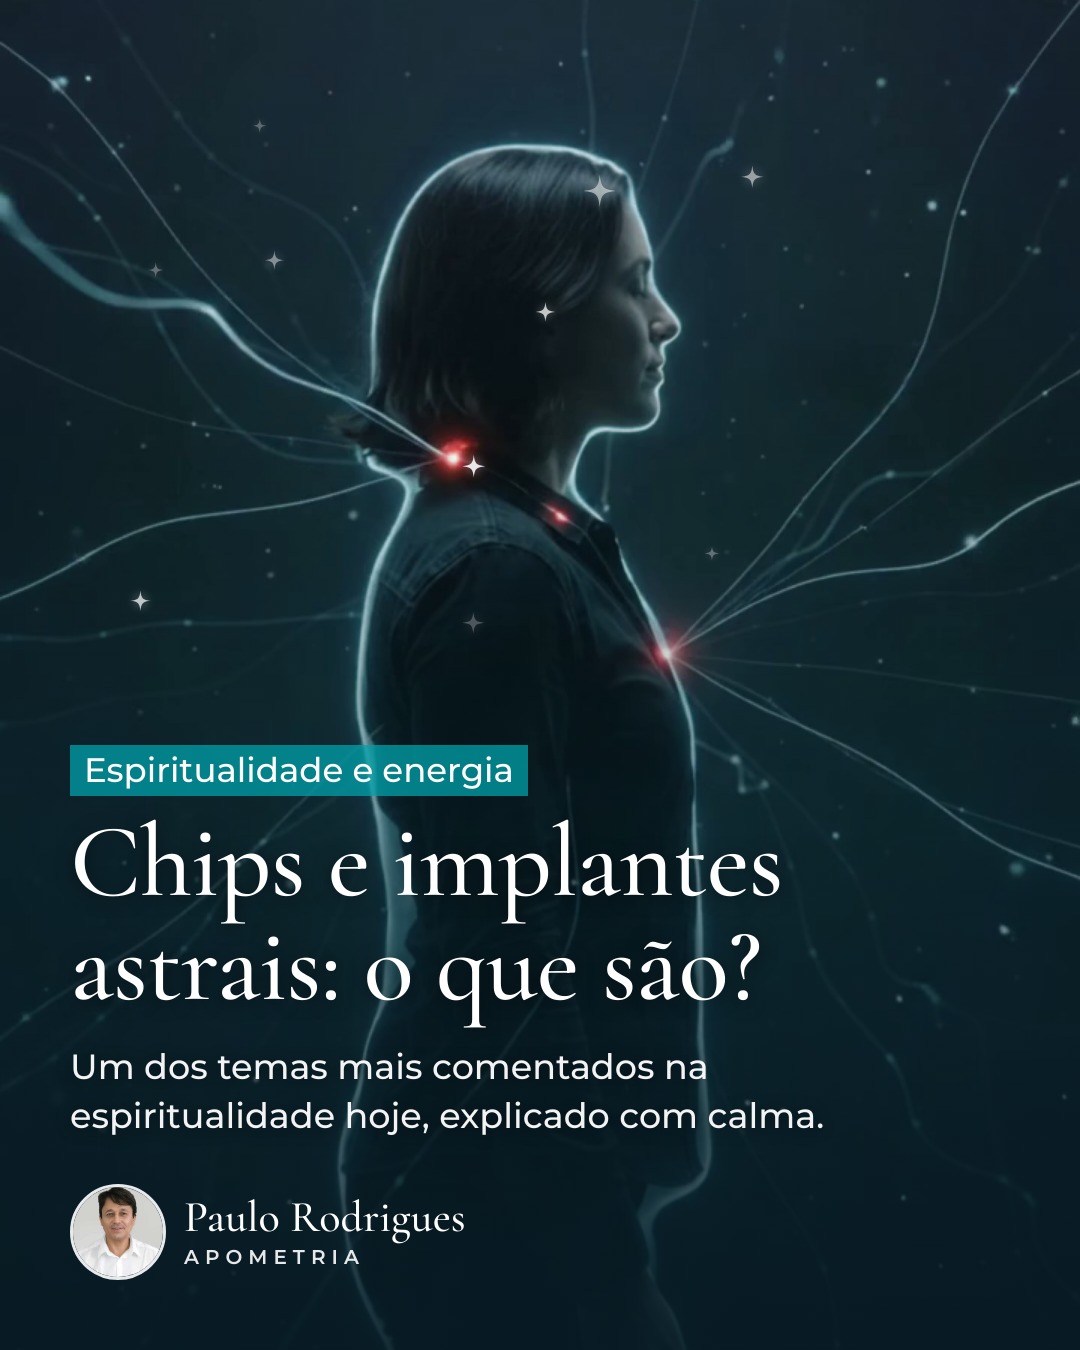 Espiritualidade e energia
Chips e implantes
astrais: o que são?
Um dos temas mais comentados na
espiritualidade hoje, explicado com calma.
Paulo Rodrigues
APOMETRIA